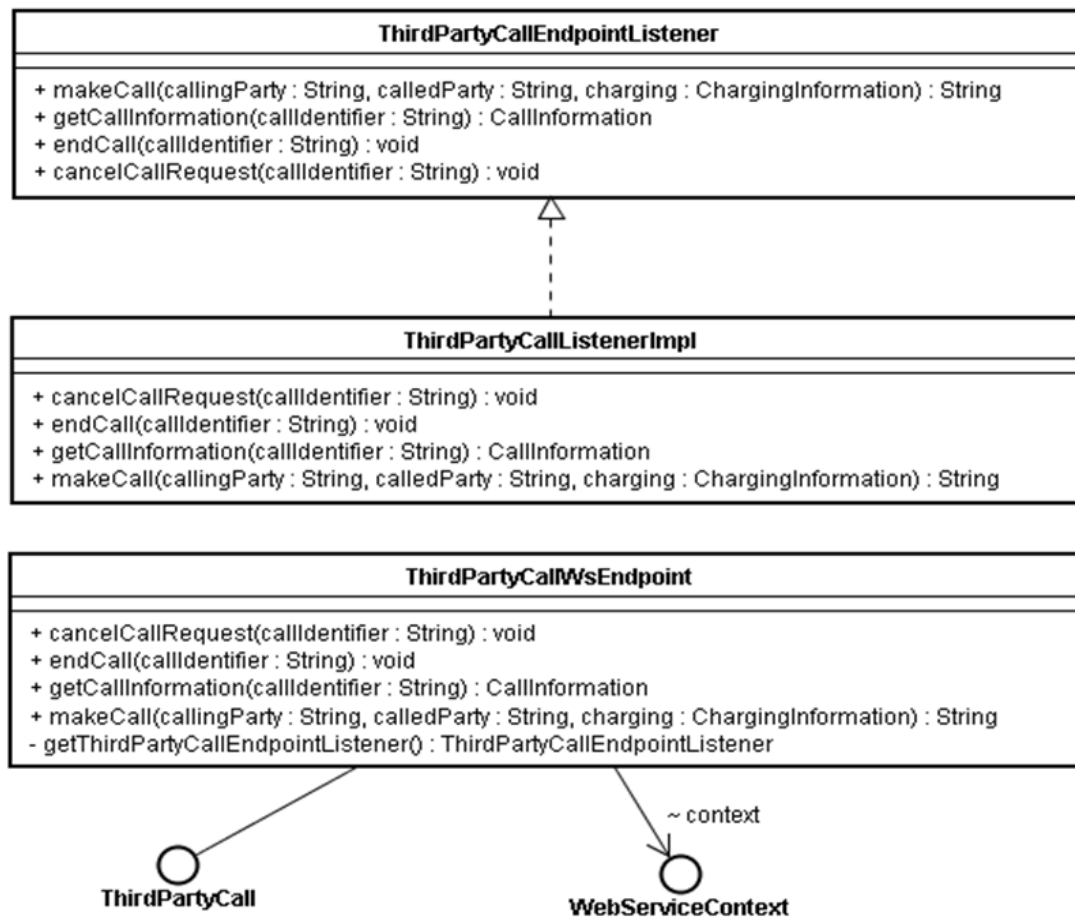 ThirdPartyCallEndpointListener
+ makeCall(callingParty : String, calledParty : String, charging : ChargingInformation) : String
+ getCallInformation(callIdentifier : String) : CallInformation
+ endCall(callIdentifier : String) : void
+ cancelCallRequest(callIdentifier : String) : void
ThirdPartyCallListenerImpl
+ cancelCallRequest(callIdentifier : String) : void
+ endCall(callIdentifier : String) : void
+ getCallInformation(callIdentifier : String) : CallInformation
+ makeCall(callingParty : String, calledParty : String, charging : ChargingInformation) : String
ThirdPartyCallWsEndpoint
+ cancelCallRequest(callIdentifier : String) : void
+ endCall(callIdentifier : String) : void
+ getCallInformation(callIdentifier : String) : CallInformation
+ makeCall(callingParty : String, calledParty : String, charging : ChargingInformation) : String
- getThirdPartyCallEndpointListener() : ThirdPartyCallEndpointListener
~ context
ThirdPartyCall
WebServiceContext